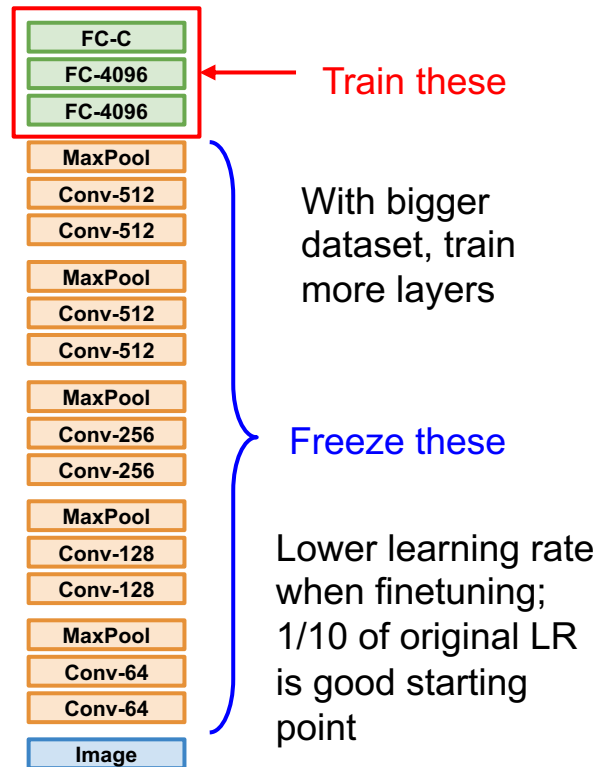 FC-C
FC-4096
FC-4096
Train these
MaxPool
Conv-512
Conv-512
With bigger
dataset, train
more layers
MaxPool
Conv-512
Conv-512
MaxPool
Conv-256
Conv-256
Freeze these
MaxPool
Conv-128
Conv-128
Lower learning rate
when finetuning;
1/10 of original LR
is good starting
point
MaxPool
Conv-64
Conv-64
Image